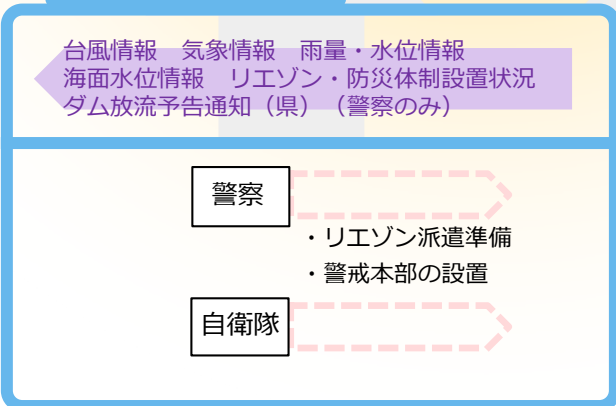 台風情報　気象情報　雨量・水位情報
海面水位情報　リエゾン・防災体制設置状況
ダム放流予告通知（県）（警察のみ）
警察
・リエゾン派遣準備
・警戒本部の設置
自衛隊